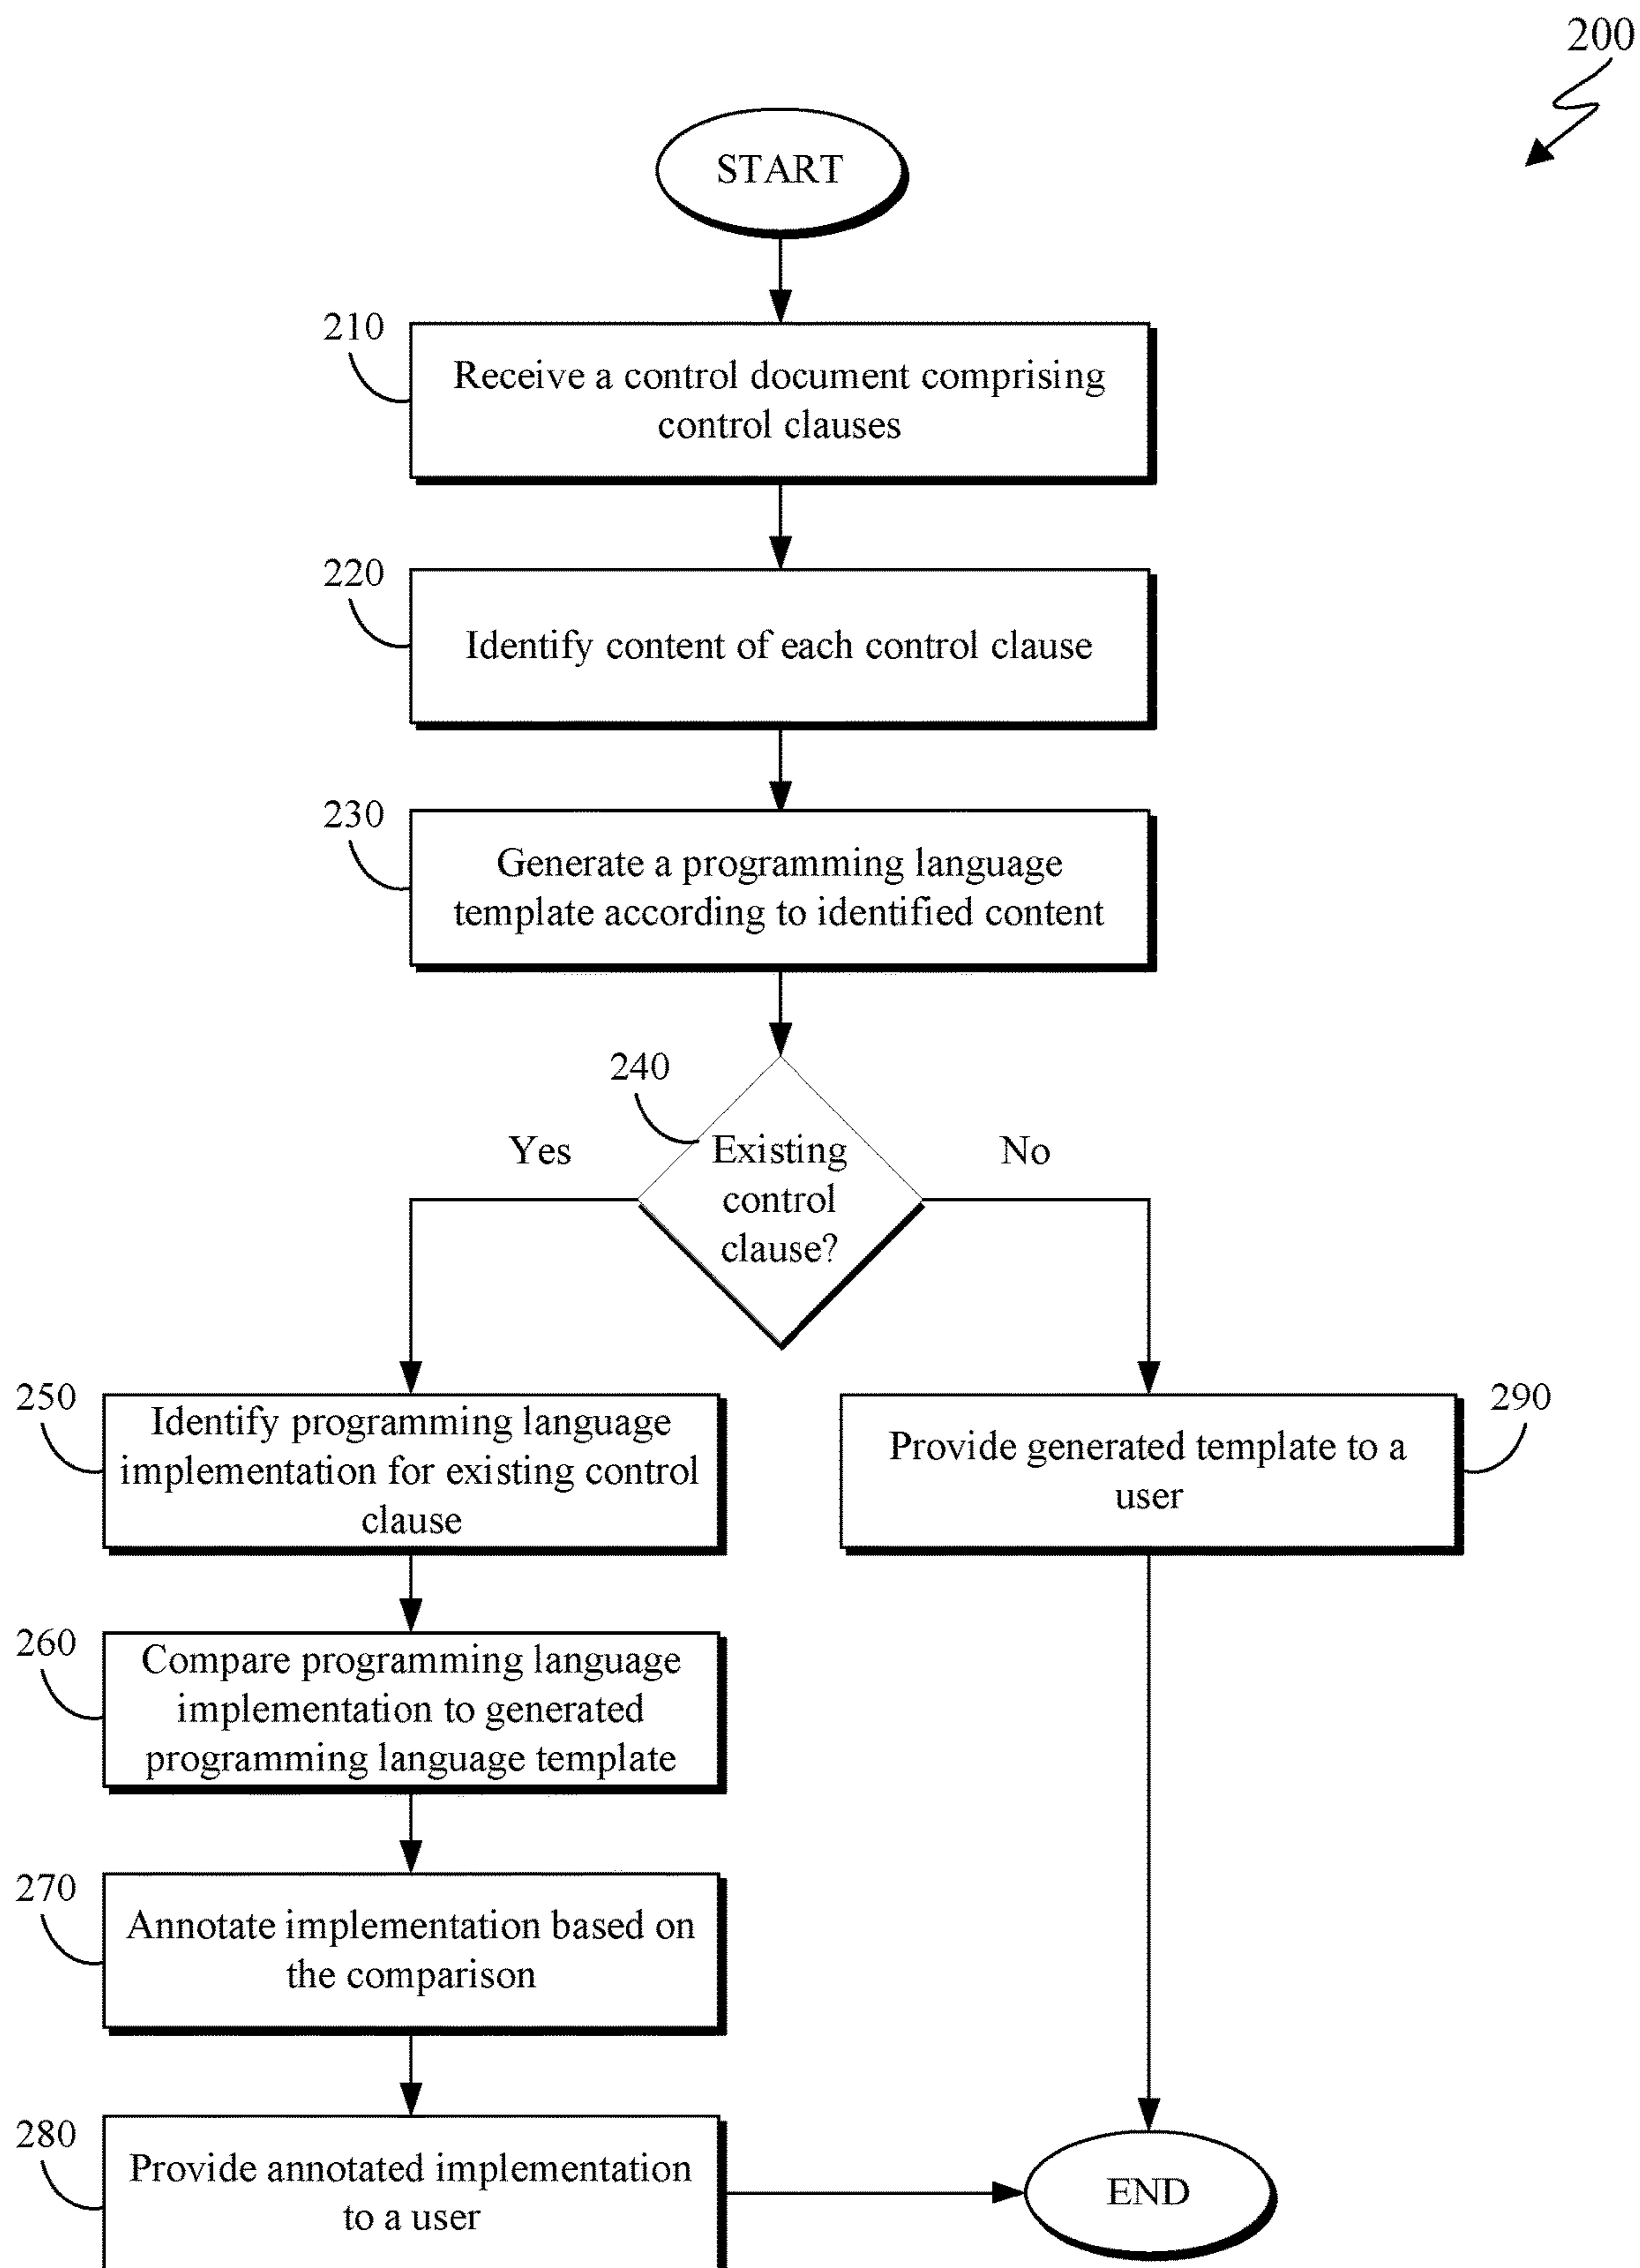 200
START
210
Receive a control document comprising
control clauses
220
Identify content of each control clause
230
Generate a programming language
template according to identified content
240
Existing
control
clause?
Yes
No
250
Identify programming language
implementation for existing control
clause
290
Provide generated template to a
user
260
Compare programming language
implementation to generated
programming language template
270
Annotate implementation based on
the comparison
280
Provide annotated implementation
to a user
END